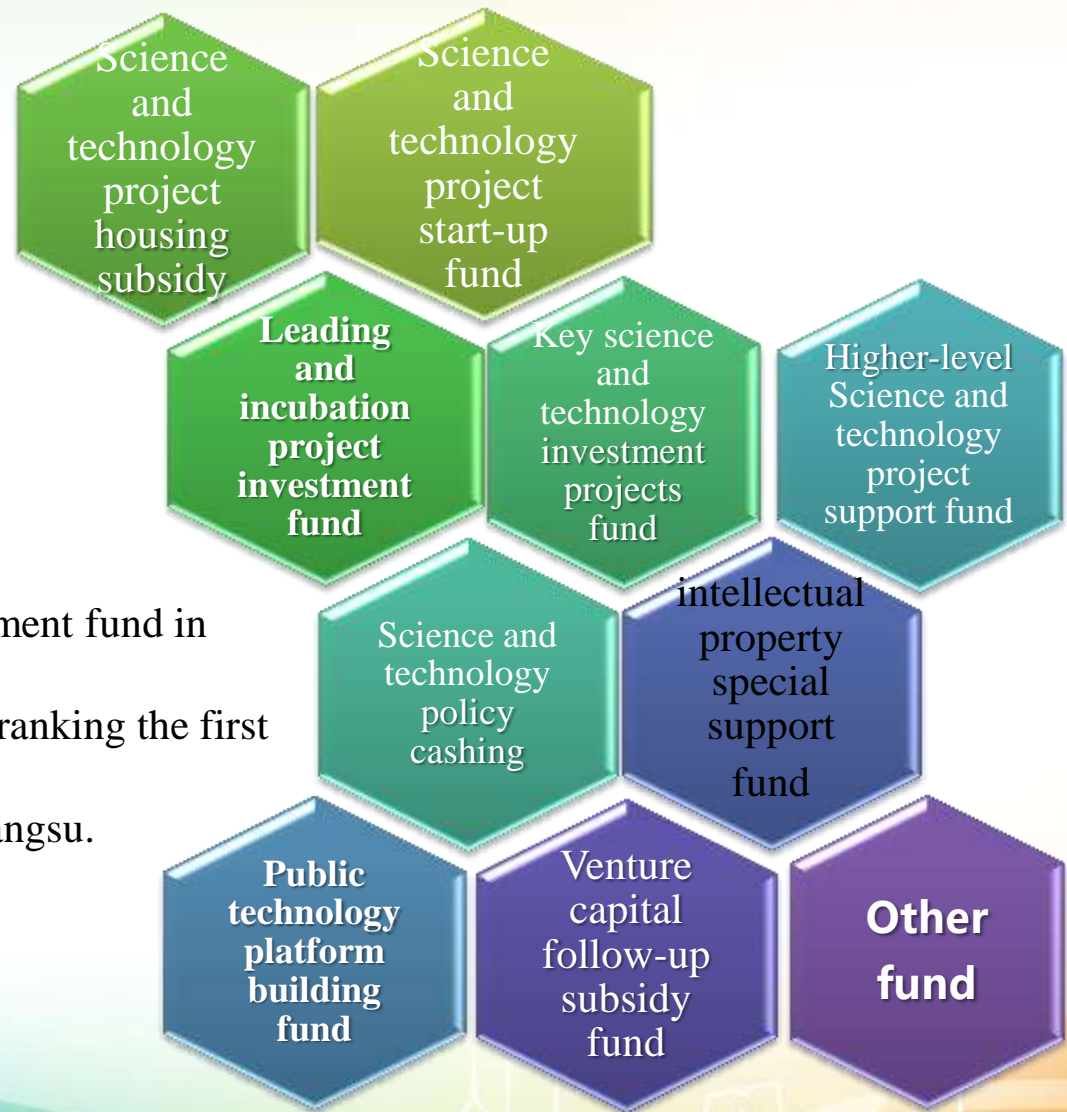 Science
and
technology
project
housing
subsidy
Science
and
technology
project
start-up
fund
Leading
and
incubation
project
investment
fund
Key science
and
technology
investment
projects
fund
Higher-level
Science and
technology
project
support fund
fund in
ranking the first
Science and
technology
policy
cashing
intellectual
property
special
support
fund
Public
technology
platform
building
fund
Venture
capital
follow-up
subsidy
fund
Other
fund